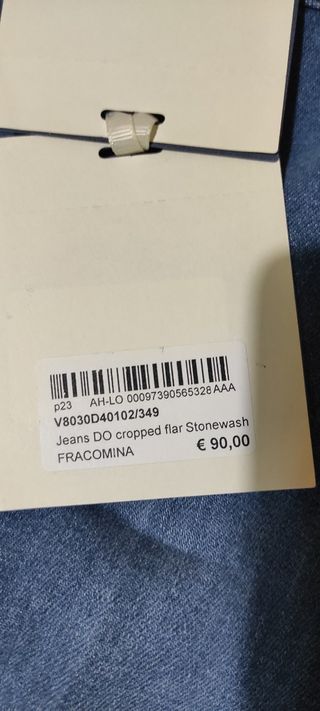 p23 AH-LO 00097390565328 AAA
V8030D40102/349
Jeans DO cropped flar Stonewash
FRACOMINA € 90,00